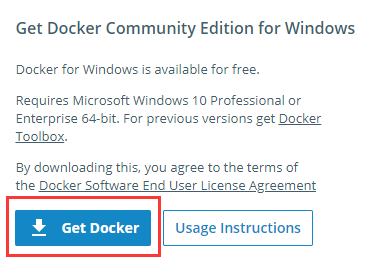 Get Docker Community Edition for Windows
Docker for Windows is available for free.
Requires Microsoft Windows 10 Professional or
Enterprise 64-bit. For previous versions get Docker
Toolbox.
By downloading this, you agree to the terms of
the Docker Software End User License Agreement
Get Docker
Usage Instructions